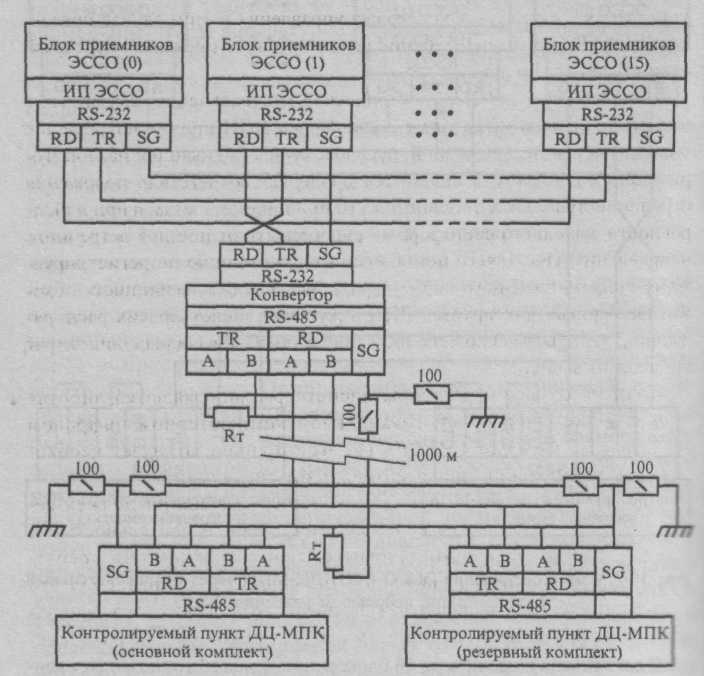 Блок приемников
ЭССО (0)
ИП ЭССО
RS-232
RD TR SG
Блок приемников
ЭССО (1)
ИП ЭССО
RS-232
RD TR SG
Блок приемников
ЭССО (15)
ИП ЭССО
RS-232
RD TR SG
RD TR SG
RS-232
Конвертор
RS-485
TR RD SG
A B A B
Rт
100
100
1000 м
100 100
100 100
Rт
SG B A B A
RD TR
RS-485
Контролируемый пункт ДЦ-МПК
(основной комплект)
A B A B SG
TR RD
RS-485
Контролируемый пункт ДЦ-МПК
(резервный комплект)